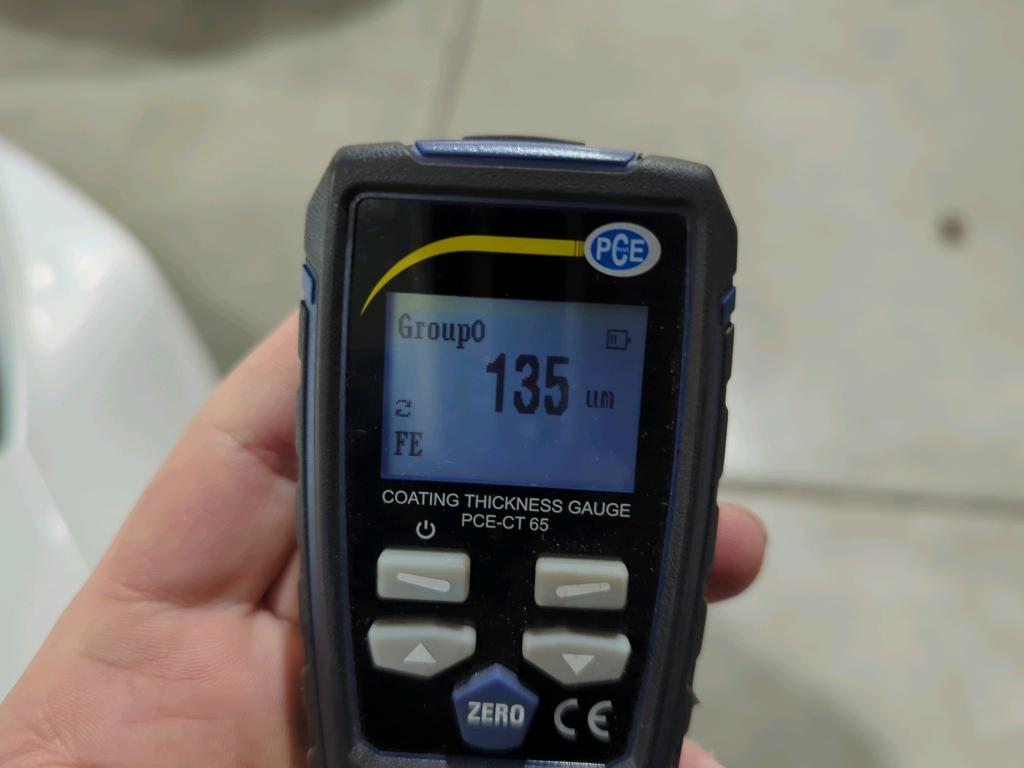 PCE
Group0
135 um
FE
COATING THICKNESS GAUGE
PCE-CT 65
ZERO
CE